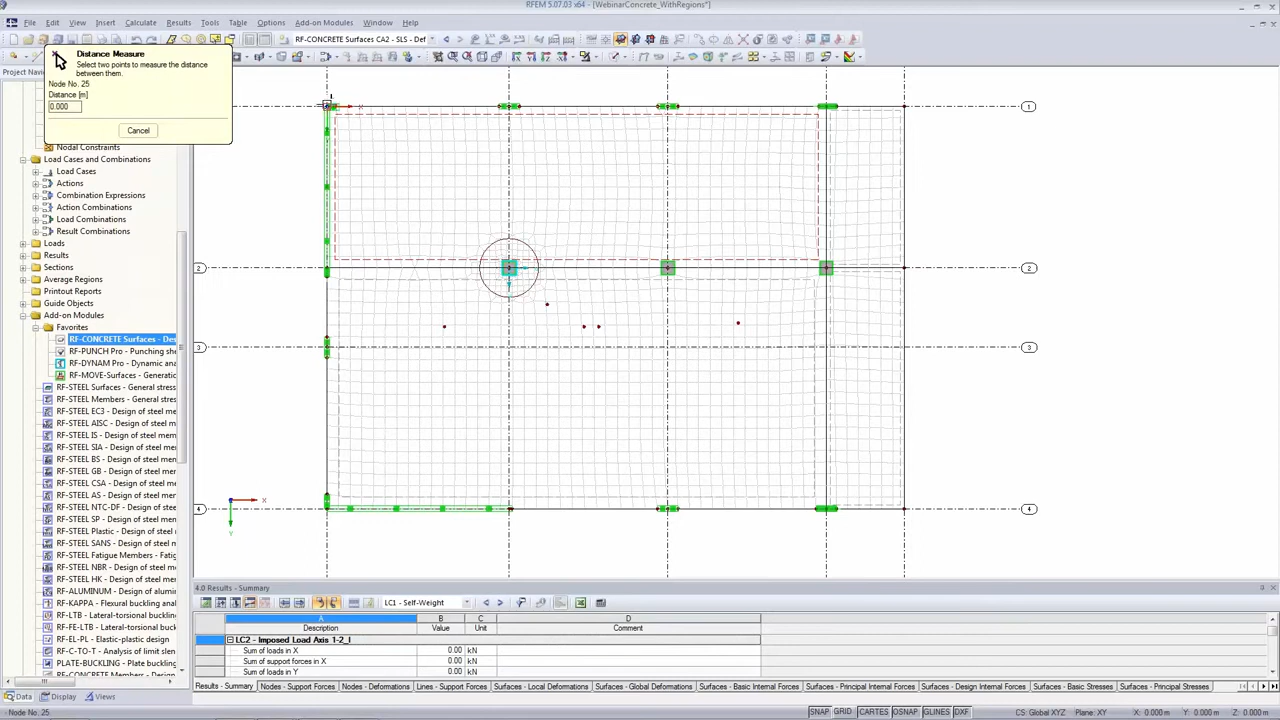 RFEM 5.07.03 x64 - [WebinarConcrete_WithRegions*]
File Edit View Insert Calculate Results Tools Table Options Add-on Modules Window Help
RF-CONCRETE Surfaces CA2 - SLS - Def
Distance Measure
Select two points to measure the distance
between them.
Node No. 25
Distance [m]
0.000
Cancel
Nodal Constraints
Load Cases and Combinations
Load Cases
Actions
Combination Expressions
Action Combinations
Load Combinations
Result Combinations
Loads
Results
Sections
Average Regions
Printout Reports
Guide Objects
Add-on Modules
Favorites
RF-CONCRETE Surfaces - Des
RF-PUNCH Pro - Punching she
RF-DYNAM Pro - Dynamic an
RF-MOVE-Surfaces - Genera
RF-STEEL Surfaces - General stress
RF-STEEL Members - General stres
RF-STEEL EC3 - Design of steel me
RF-STEEL AISC - Design of steel m
RF-STEEL IS - Design of steel mem
RF-STEEL SIA - Design of steel me
RF-STEEL BS - Design of steel mem
RF-STEEL GB - Design of steel mem
RF-STEEL CSA - Design of steel me
RF-STEEL AS - Design of steel mem
RF-STEEL NTC-DF - Design of steel
RF-STEEL SP - Design of steel mem
RF-STEEL Plastic - Design of steel
RF-STEEL SANS - Design of steel m
RF-STEEL Fatigue Members - Fatigu
RF-STEEL NBR - Design of steel me
RF-STEEL HK - Design of steel mem
RF-ALUMINUM - Design of alumin
RF-KAPPA - Flexural buckling anal
RF-LTB - Lateral-torsional buckling
RF-FE-LTB - Lateral-torsional buck
RF-EL-PL - Elastic-plastic design
RF-C-TO-T - Analysis of limit slen
PLATE-BUCKLING - Plate buckling
RF-CONCRETE Members - Design
Data Display Views
X
1
2 2
3 3
X
Y
4 4
4.0 Results - Summary
LC1 - Self-Weight
A B C D
Description Value Unit Comment
LC2 - Imposed Load Axis 1-2_I
Sum of loads in X 0.00 kN
Sum of support forces in X 0.00 kN
Sum of loads in Y 0.00 kN
Results - Summary Nodes - Support Forces Nodes - Deformations Lines - Support Forces Surfaces - Local Deformations Surfaces - Global Deformations Surfaces - Basic Internal Forces Surfaces - Principal Internal Forces Surfaces - Design Internal Forces Surfaces - Basic Stresses Surfaces - Principal Stresses
Node No. 25 SNAP GRID CARTES OSNAP GLINES DXF CS: Global XYZ Plane: XY X: 0.000 m Y: 0.000 m Z: 0.000 m